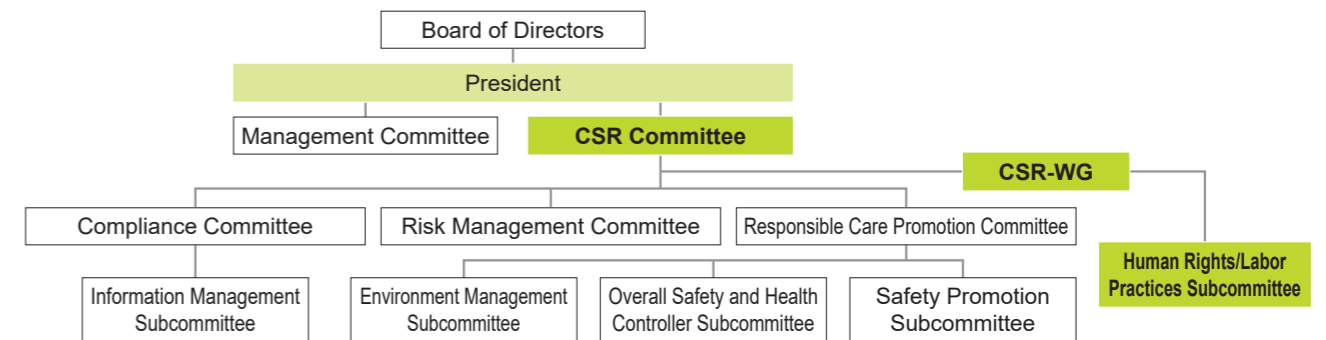 Board of Directors
President
Management Committee
CSR Committee
CSR-WG
Compliance Committee
Risk Management Committee
Responsible Care Promotion Committee
Human Rights/Labor
Practices Subcommittee
Information Management
Subcommittee
Environment Management
Subcommittee
Overall Safety and Health
Controller Subcommittee
Safety Promotion
Subcommittee